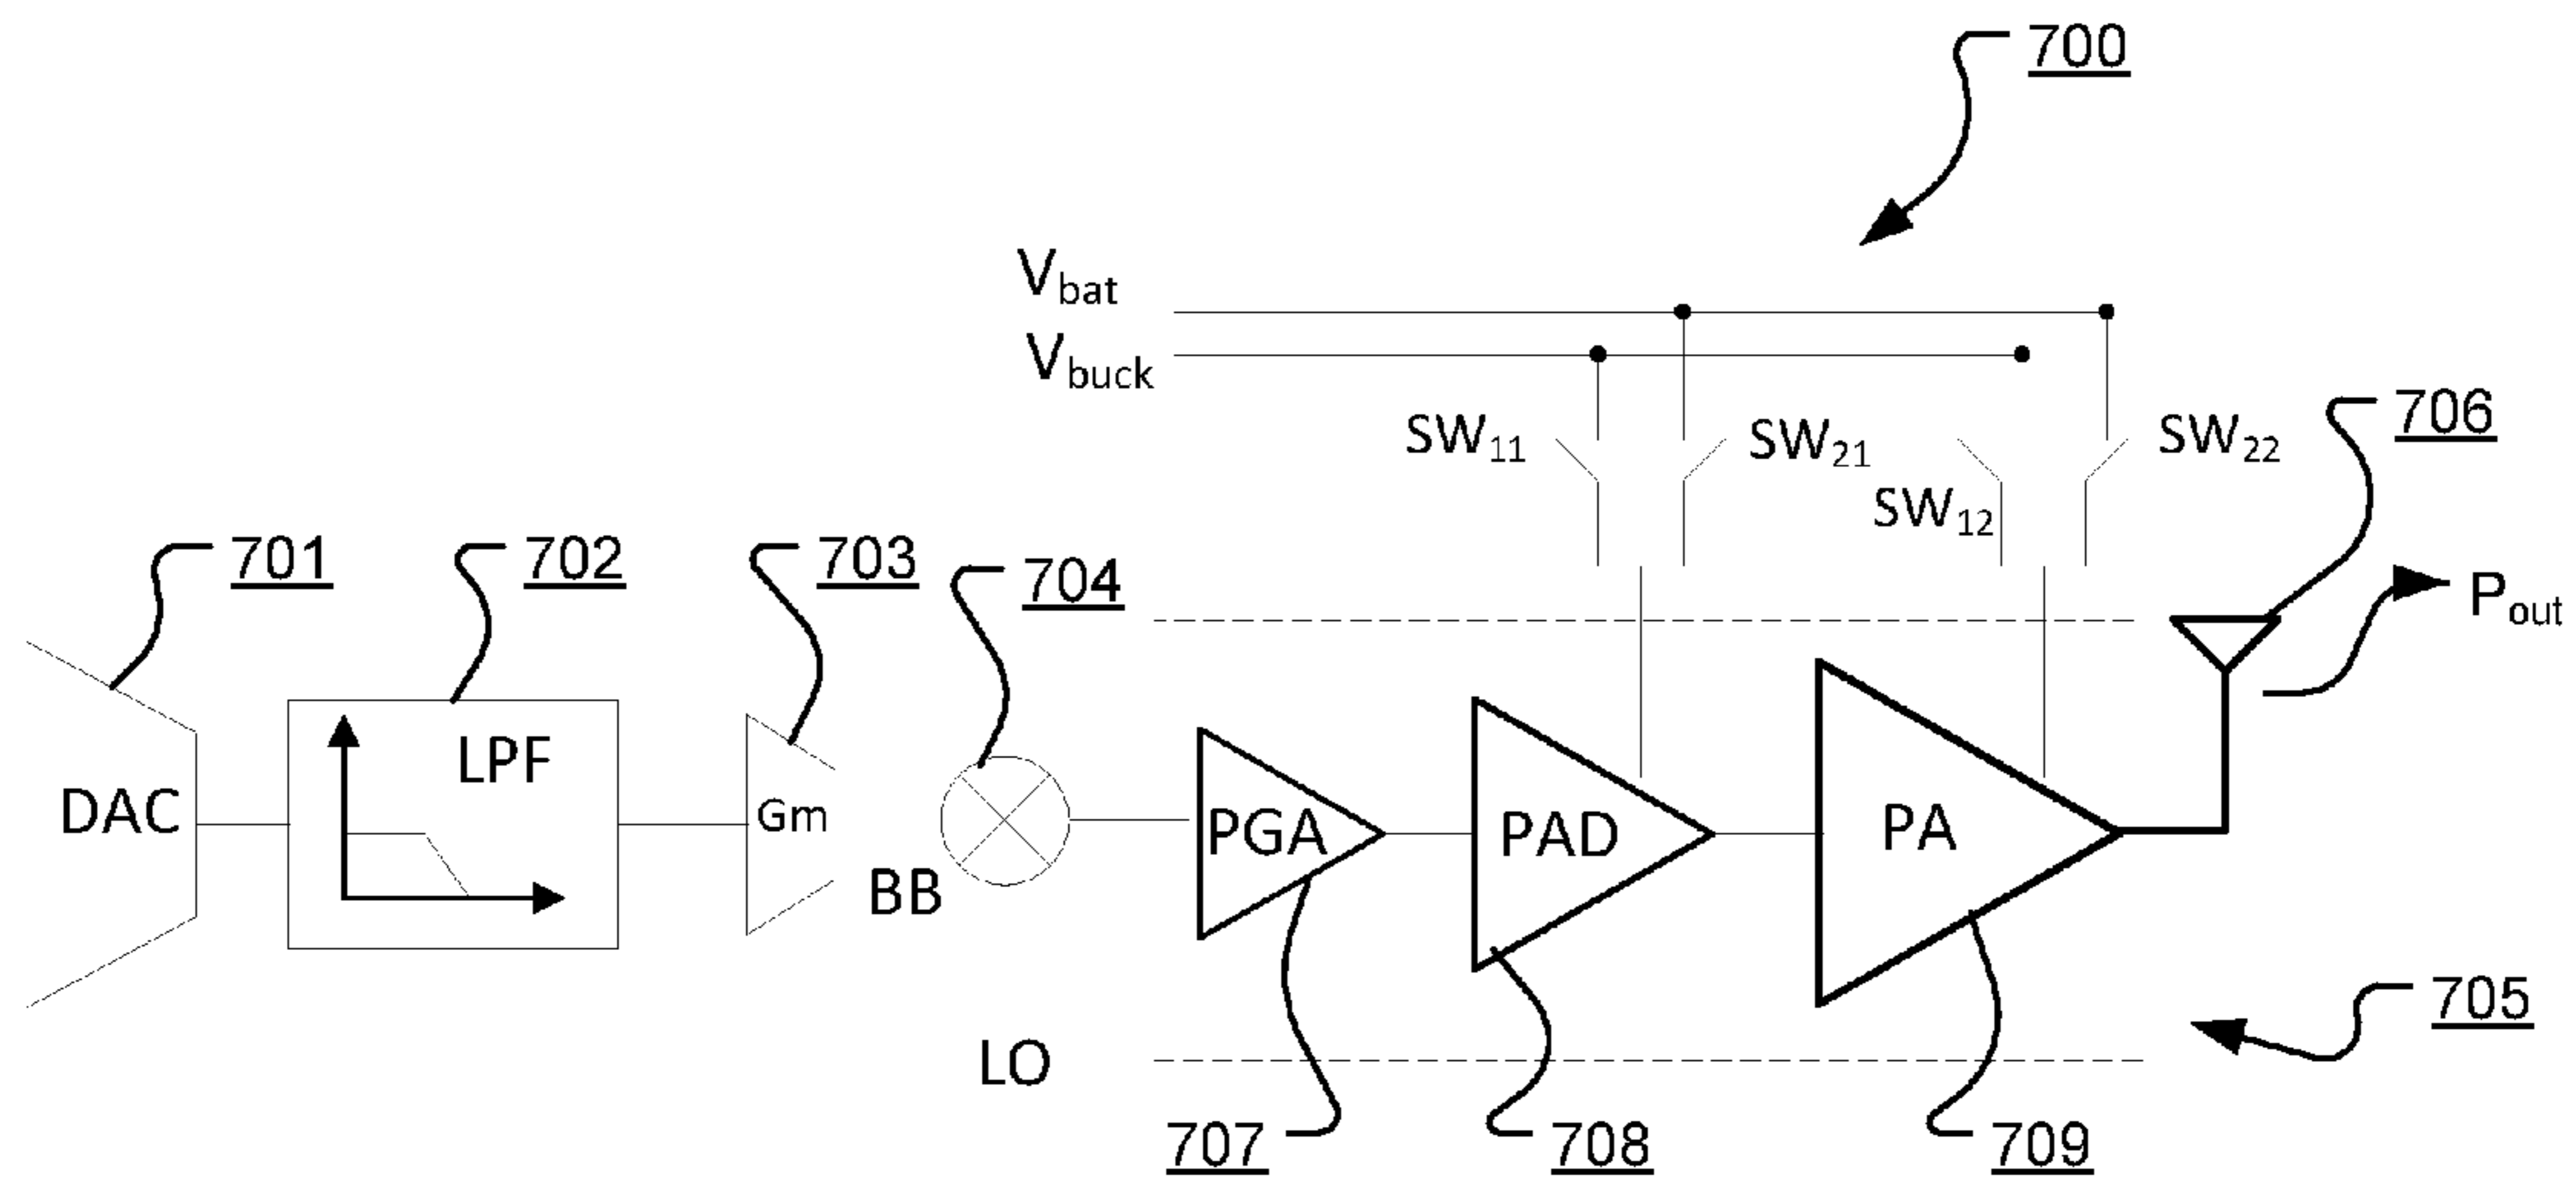 700
Vbat
Vbuck
706
SW11
SW21
SW22
SW12
701
702
703
704
Pout
LPF
DAC
Gm
PGA
PAD
PA
BB
705
LO
707
708
709